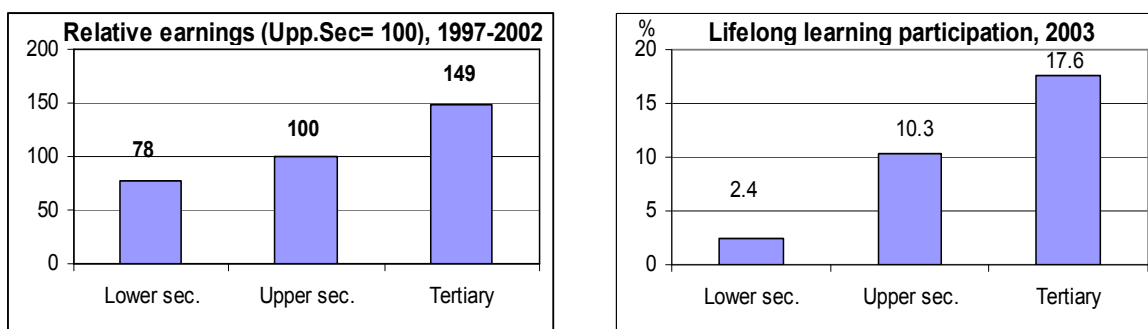 Relative earnings (Upp.Sec= 100), 1997-2002
200
150
100
50
0
78
100
149
Lower sec.
Upper sec.
Tertiary
%
Lifelong learning participation, 2003
20
15
10
5
0
2.4
10.3
17.6
Lower sec.
Upper sec.
Tertiary